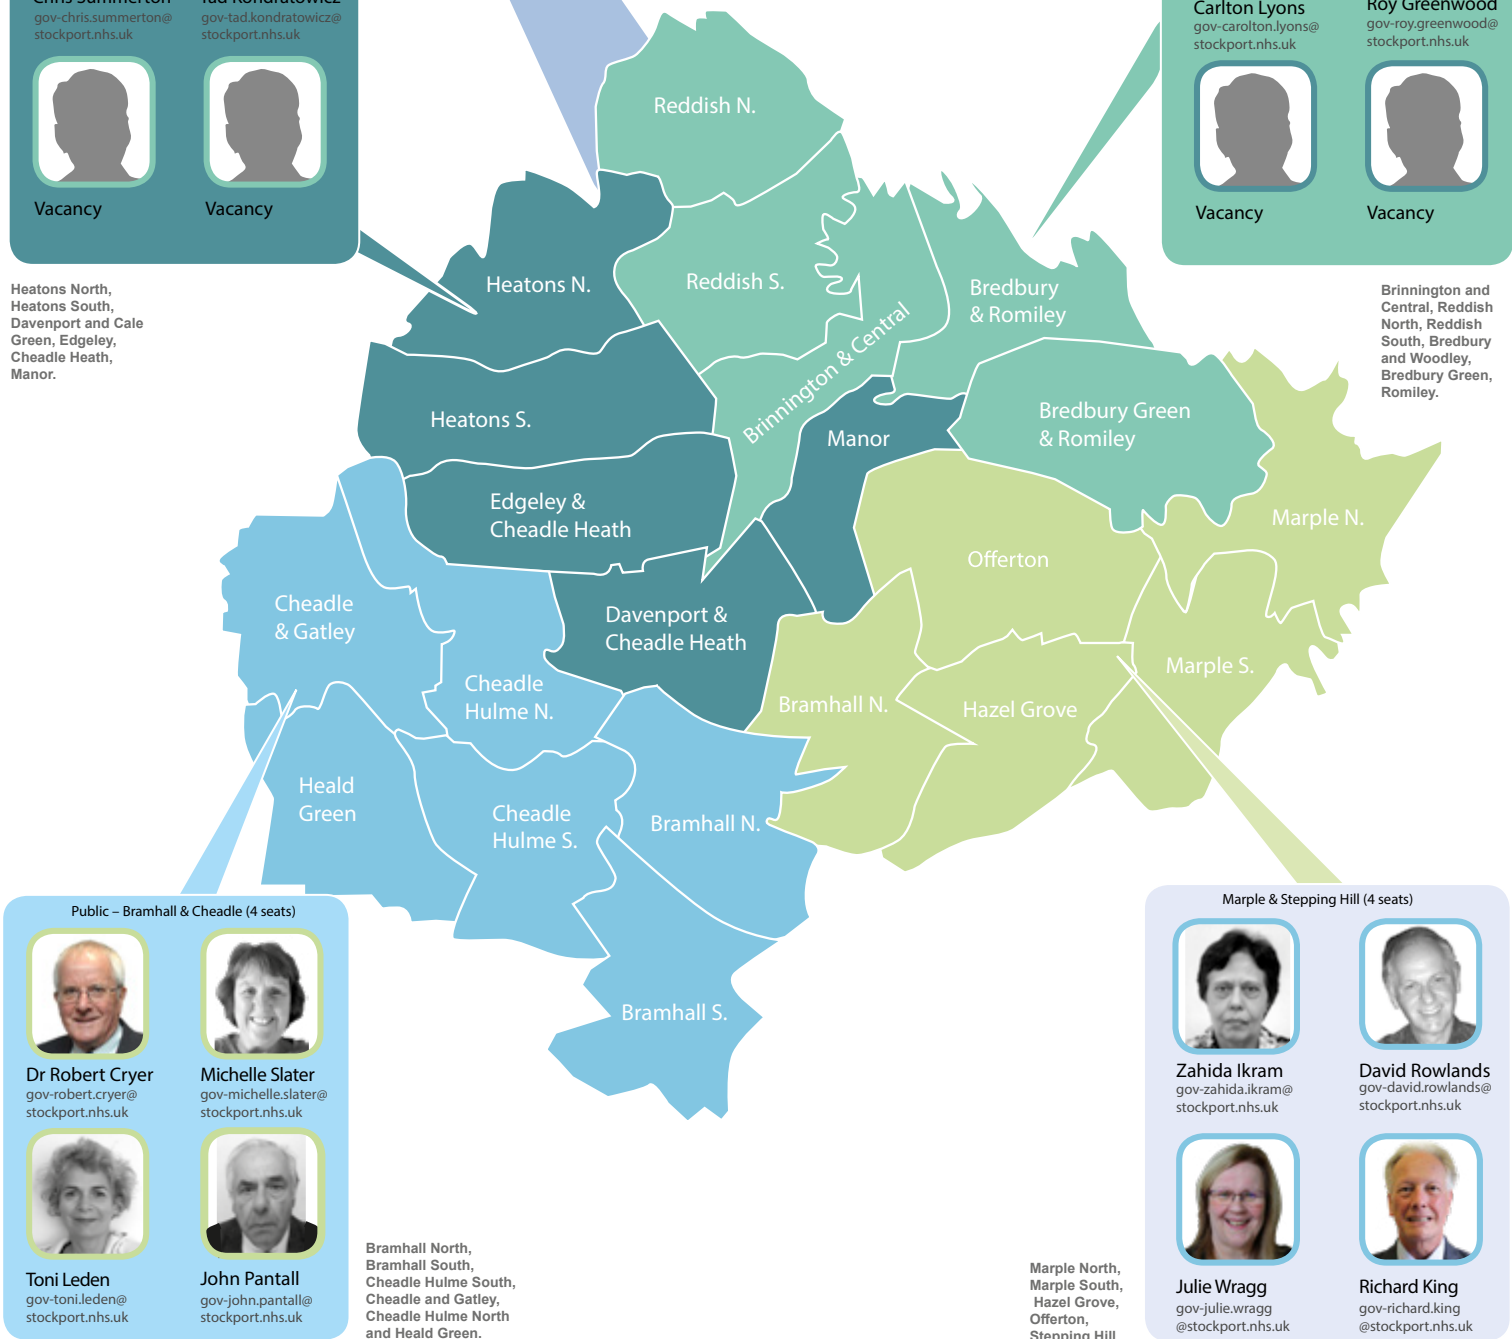 Chris Summerton
gov-chris.summerton@
stockport.nhs.uk
Tad Kondratowicz
gov-tad.kondratowicz@
stockport.nhs.uk
Vacancy
Vacancy
Heatons North,
Heatons South,
Davenport and Cale
Green, Edgeley,
Cheadle Heath,
Manor.
Carlton Lyons
gov-carolton.lyons@
stockport.nhs.uk
Roy Greenwood
gov-roy.greenwood@
stockport.nhs.uk
Vacancy
Vacancy
Brinnington and
Central, Reddish
North, Reddish
South, Bredbury
and Woodley,
Bredbury Green,
Romiley.
Reddish N.
Heatons N.
Reddish S.
Bredbury
& Romiley
Brinnington & Central
Heatons S.
Manor
Bredbury Green
& Romiley
Edgeley &
Cheadle Heath
Marple N.
Offerton
Cheadle
& Gatley
Davenport &
Cheadle Heath
Marple S.
Cheadle
Hulme N.
Bramhall N.
Hazel Grove
Heald
Green
Cheadle
Hulme S.
Bramhall N.
Bramhall S.
Public – Bramhall & Cheadle (4 seats)
Dr Robert Cryer
gov-robert.cryer@
stockport.nhs.uk
Michelle Slater
gov-michelle.slater@
stockport.nhs.uk
Toni Leden
gov-toni.leden@
stockport.nhs.uk
John Pantall
gov-john.pantall@
stockport.nhs.uk
Bramhall North,
Bramhall South,
Cheadle Hulme South,
Cheadle and Gatley,
Cheadle Hulme North
and Heald Green.
Marple & Stepping Hill (4 seats)
Zahida Ikram
gov-zahida.ikram@
stockport.nhs.uk
David Rowlands
gov-david.rowlands@
stockport.nhs.uk
Julie Wragg
gov-julie.wragg
@stockport.nhs.uk
Richard King
gov-richard.king
@stockport.nhs.uk
Marple North,
Marple South,
Hazel Grove,
Offerton,
Stepping Hill